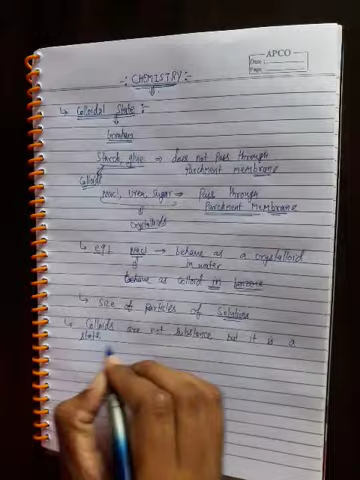 APCO
Date :
Page :
-: CHEMISTRY :-
↳ Colloidal State :-
Graham
Starch, glue ⇒ does not Pass through
Parchment membrane
Colloids
NaCl, Urea, Sugar → Pass through
Parchment Membrane
Crystalloids
↳ eg: NaCl → behave as a crystalloid
in water
behave as Colloid in benzene
↳ Size of Particles of Solution
↳ Colloids are not substance but it is a
state